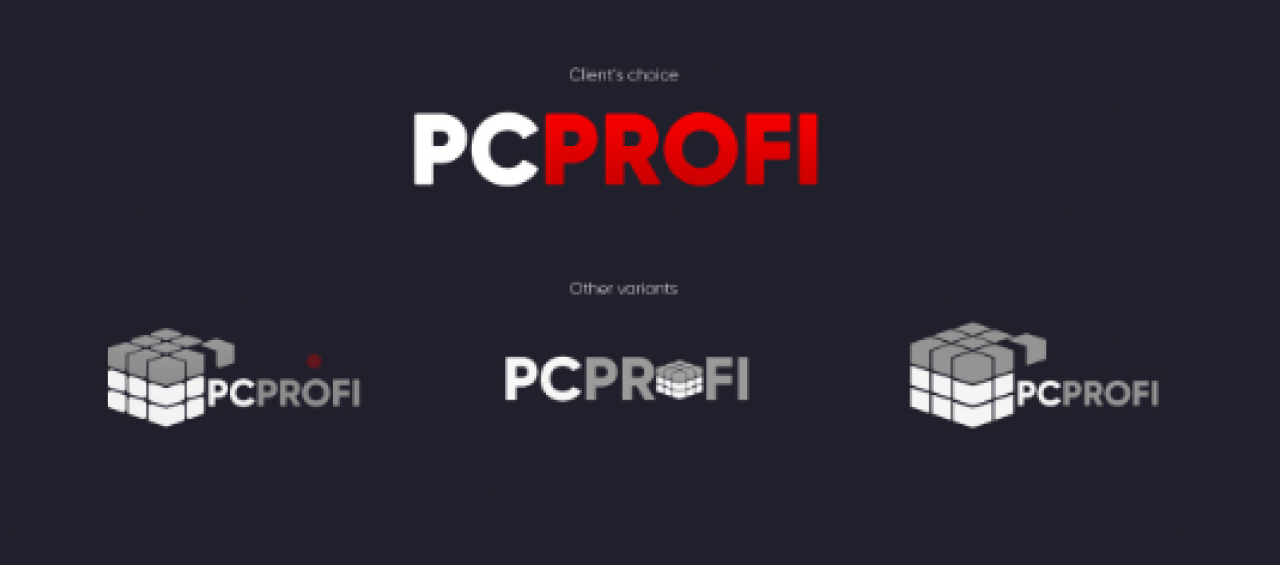 Client's choice
PCPROFI
Other variants
PCPROFI
PCPROFI
PCPROFI